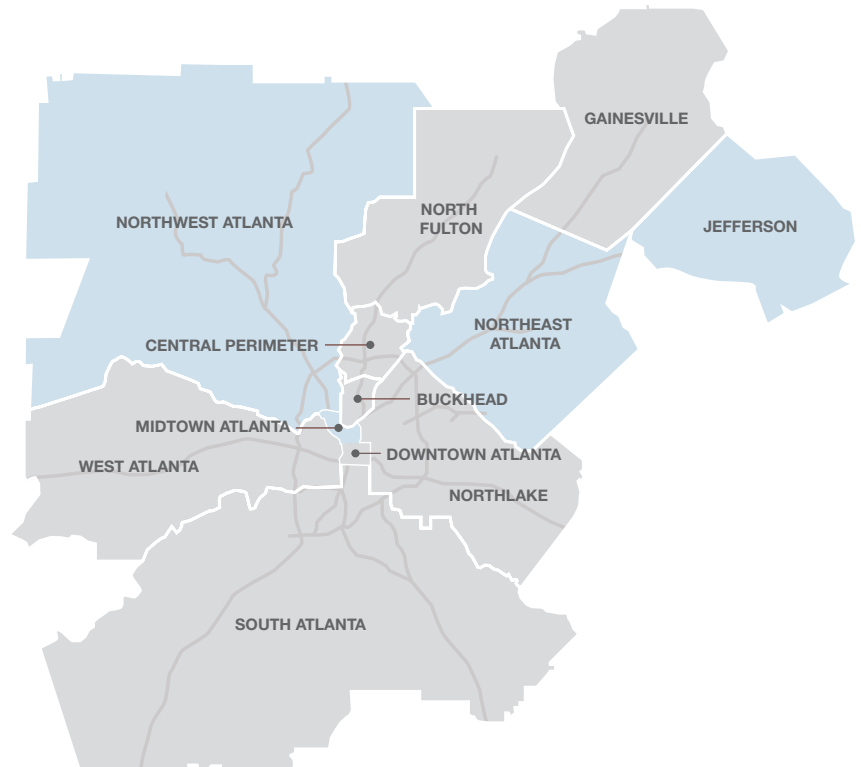 GAINESVILLE
NORTHWEST ATLANTA
NORTH
FULTON
JEFFERSON
CENTRAL PERIMETER
NORTHEAST
ATLANTA
BUCKHEAD
MIDTOWN ATLANTA
DOWNTOWN ATLANTA
WEST ATLANTA
NORTHLAKE
SOUTH ATLANTA